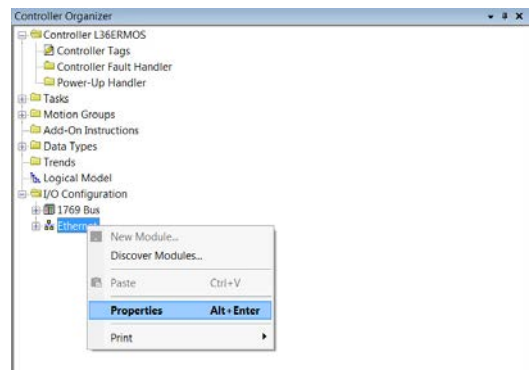 Controller Organizer
Controller L36ERMOS
Controller Tags
Controller Fault Handler
Power-Up Handler
Tasks
Motion Groups
Add-On Instructions
Data Types
Trends
Logical Model
I/O Configuration
1769 Bus
Ethernet
New Module...
Discover Modules...
Paste Ctrl+V
Properties Alt+Enter
Print